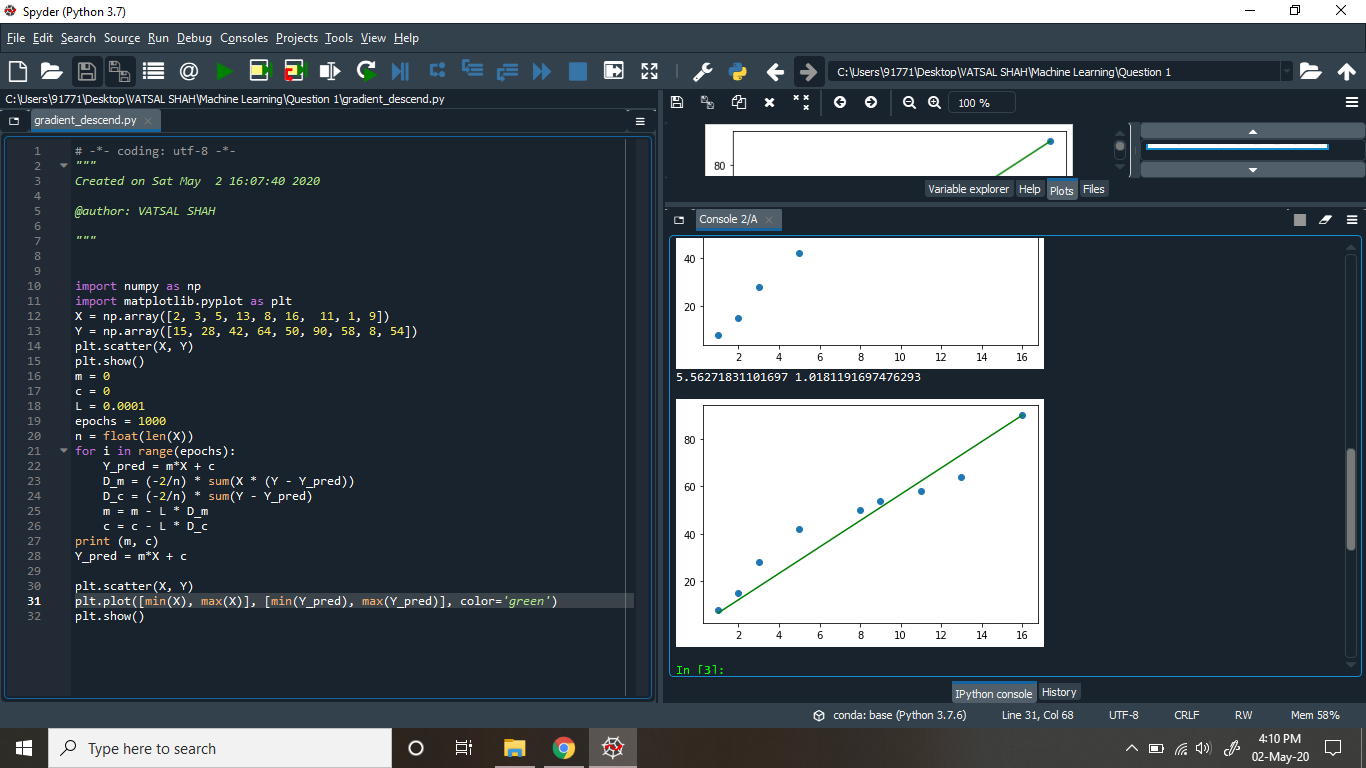 Spyder (Python 3.7)
File Edit Search Source Run Debug Consoles Projects Tools View Help
C:\Users\91771\Desktop\VATSAL SHAH\Machine Learning\Question 1
C:\Users\91771\Desktop\VATSAL SHAH\Machine Learning\Question 1\gradient_descend.py
gradient_descend.py
1 # -*- coding: utf-8 -*-
2 """
3 Created on Sat May  2 16:07:40 2020
4
5 @author: VATSAL SHAH
6
7 """
8
9
10 import numpy as np
11 import matplotlib.pyplot as plt
12 X = np.array([2, 3, 5, 13, 8, 16,  11, 1, 9])
13 Y = np.array([15, 28, 42, 64, 50, 90, 58, 8, 54])
14 plt.scatter(X, Y)
15 plt.show()
16 m = 0
17 c = 0
18 L = 0.0001
19 epochs = 1000
20 n = float(len(X))
21 for i in range(epochs):
22     Y_pred = m*X + c
23     D_m = (-2/n) * sum(X * (Y - Y_pred))
24     D_c = (-2/n) * sum(Y - Y_pred)
25     m = m - L * D_m
26     c = c - L * D_c
27 print (m, c)
28 Y_pred = m*X + c
29
30 plt.scatter(X, Y)
31 plt.plot([min(X), max(X)], [min(Y_pred), max(Y_pred)], color='green')
32 plt.show()
100 %
80
Variable explorer Help Plots Files
Console 2/A
40
20
2 4 6 8 10 12 14 16
5.56271831101697 1.0181191697476293
80
60
40
20
2 4 6 8 10 12 14 16
In [3]:
IPython console History
conda: base (Python 3.7.6) Line 31, Col 68 UTF-8 CRLF RW Mem 58%
Type here to search
4:10 PM
02-May-20